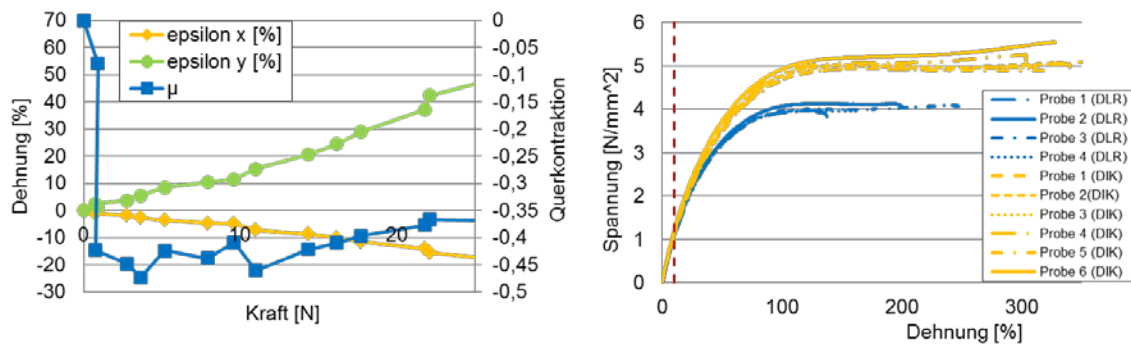 70
60
50
40
30
20
10
0
-10
-20
-30
Dehnung [%]
epsilon x [%]
epsilon y [%]
µ
0
10
20
Kraft [N]
0
-0,05
-0,1
-0,15
-0,2
-0,25
-0,3
-0,35
-0,4
-0,45
-0,5
Querkontraktion
6
5
4
3
2
1
0
Spannung [N/mm^2]
Probe 1 (DLR)
Probe 2 (DLR)
Probe 3 (DLR)
Probe 4 (DLR)
Probe 1 (DIK)
Probe 2(DIK)
Probe 3 (DIK)
Probe 4 (DIK)
Probe 5 (DIK)
Probe 6 (DIK)
0
100
200
300
Dehnung [%]